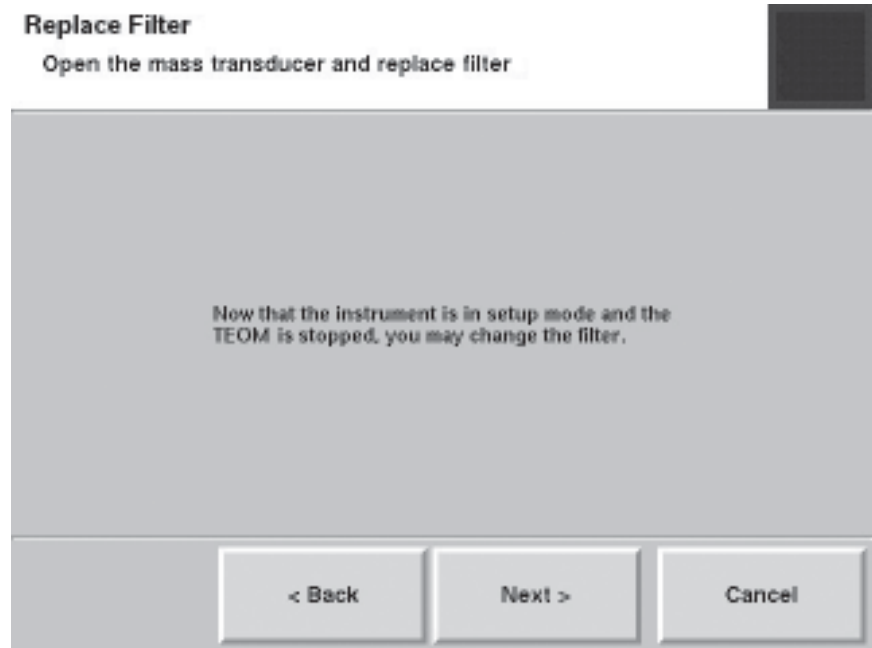 Replace Filter
Open the mass transducer and replace filter
Now that the instrument is in setup mode and the
TEOM is stopped, you may change the filter.
< Back
Next >
Cancel